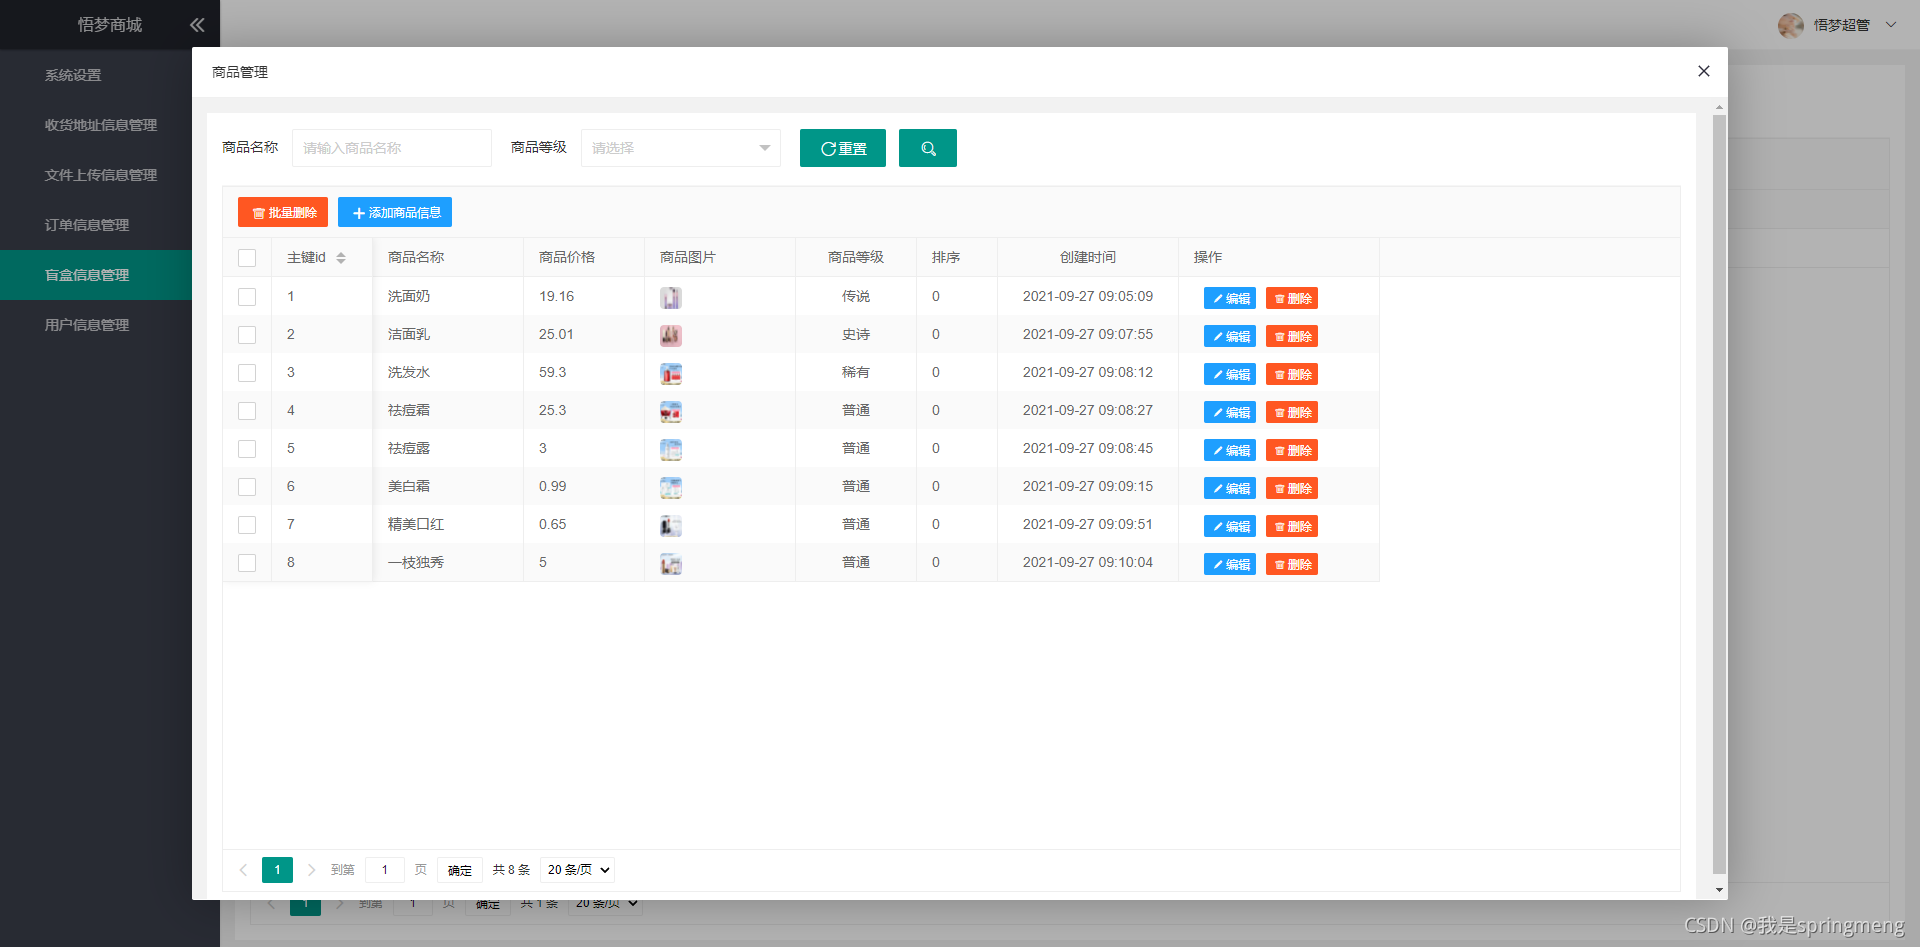 悟梦商城
悟梦超管
系统设置
收货地址信息管理
文件上传信息管理
订单信息管理
盲盒信息管理
用户信息管理
商品管理
商品名称 请输入商品名称 商品等级 请选择 重置
批量删除 添加商品信息
主键id 商品名称 商品价格 商品图片 商品等级 排序 创建时间 操作
1 洗面奶 19.16 传说 0 2021-09-27 09:05:09 编辑 删除
2 洁面乳 25.01 史诗 0 2021-09-27 09:07:55 编辑 删除
3 洗发水 59.3 稀有 0 2021-09-27 09:08:12 编辑 删除
4 祛痘霜 25.3 普通 0 2021-09-27 09:08:27 编辑 删除
5 祛痘露 3 普通 0 2021-09-27 09:08:45 编辑 删除
6 美白霜 0.99 普通 0 2021-09-27 09:09:15 编辑 删除
7 精美口红 0.65 普通 0 2021-09-27 09:09:51 编辑 删除
8 一枝独秀 5 普通 0 2021-09-27 09:10:04 编辑 删除
1 到第 1 页 确定 共 8 条 20 条/页
1 到第 1 页 确定 共 1 条 20 条/页
CSDN @我是springmeng